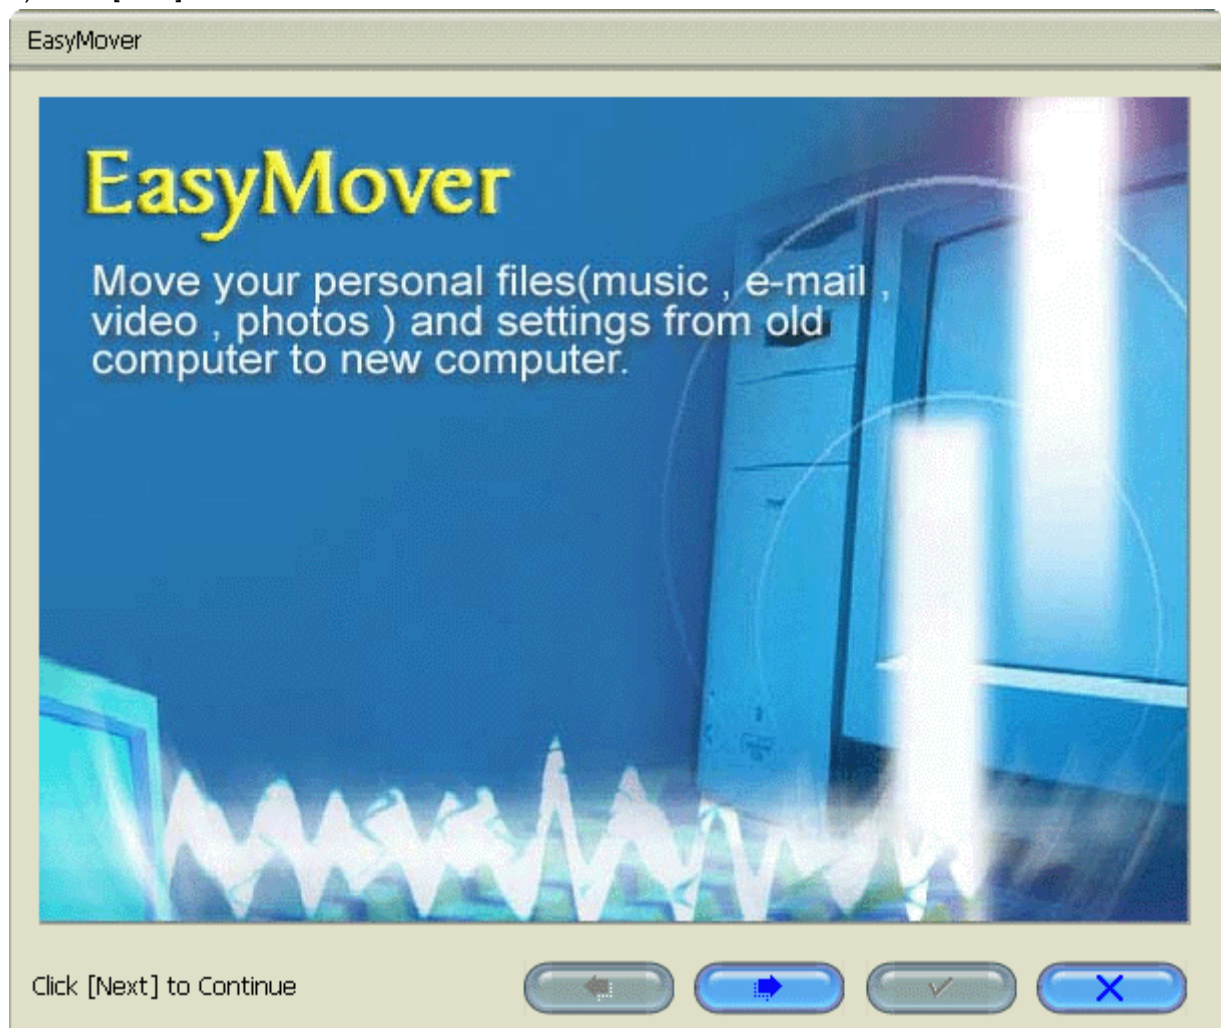 EasyMover
EasyMover
Move your personal files(music , e-mail ,
video , photos ) and settings from old
computer to new computer.
Click [Next] to Continue